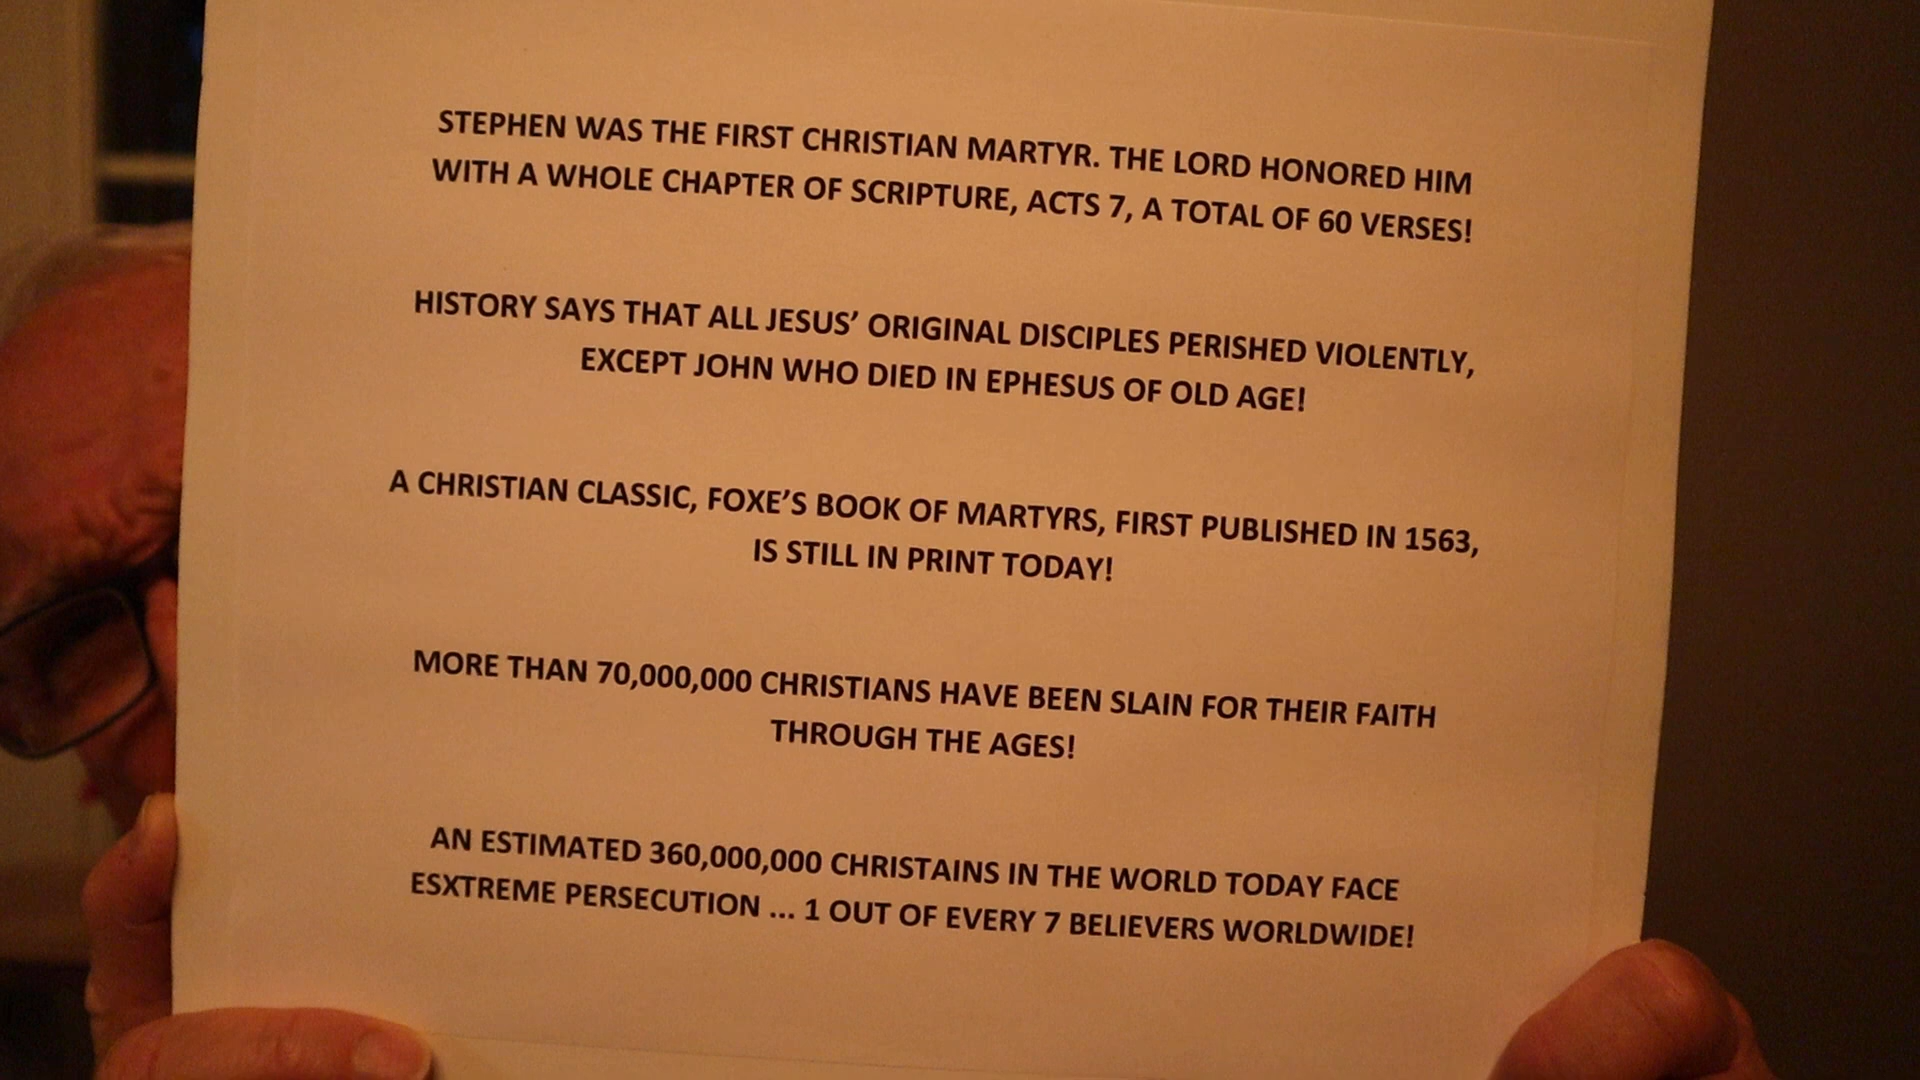 STEPHEN WAS THE FIRST CHRISTIAN MARTYR. THE LORD HONORED HIM
WITH A WHOLE CHAPTER OF SCRIPTURE, ACTS 7, A TOTAL OF 60 VERSES!
HISTORY SAYS THAT ALL JESUS’ ORIGINAL DISCIPLES PERISHED VIOLENTLY,
EXCEPT JOHN WHO DIED IN EPHESUS OF OLD AGE!
A CHRISTIAN CLASSIC, FOXE’S BOOK OF MARTYRS, FIRST PUBLISHED IN 1563,
IS STILL IN PRINT TODAY!
MORE THAN 70,000,000 CHRISTIANS HAVE BEEN SLAIN FOR THEIR FAITH
THROUGH THE AGES!
AN ESTIMATED 360,000,000 CHRISTAINS IN THE WORLD TODAY FACE
ESXTREME PERSECUTION ... 1 OUT OF EVERY 7 BELIEVERS WORLDWIDE!